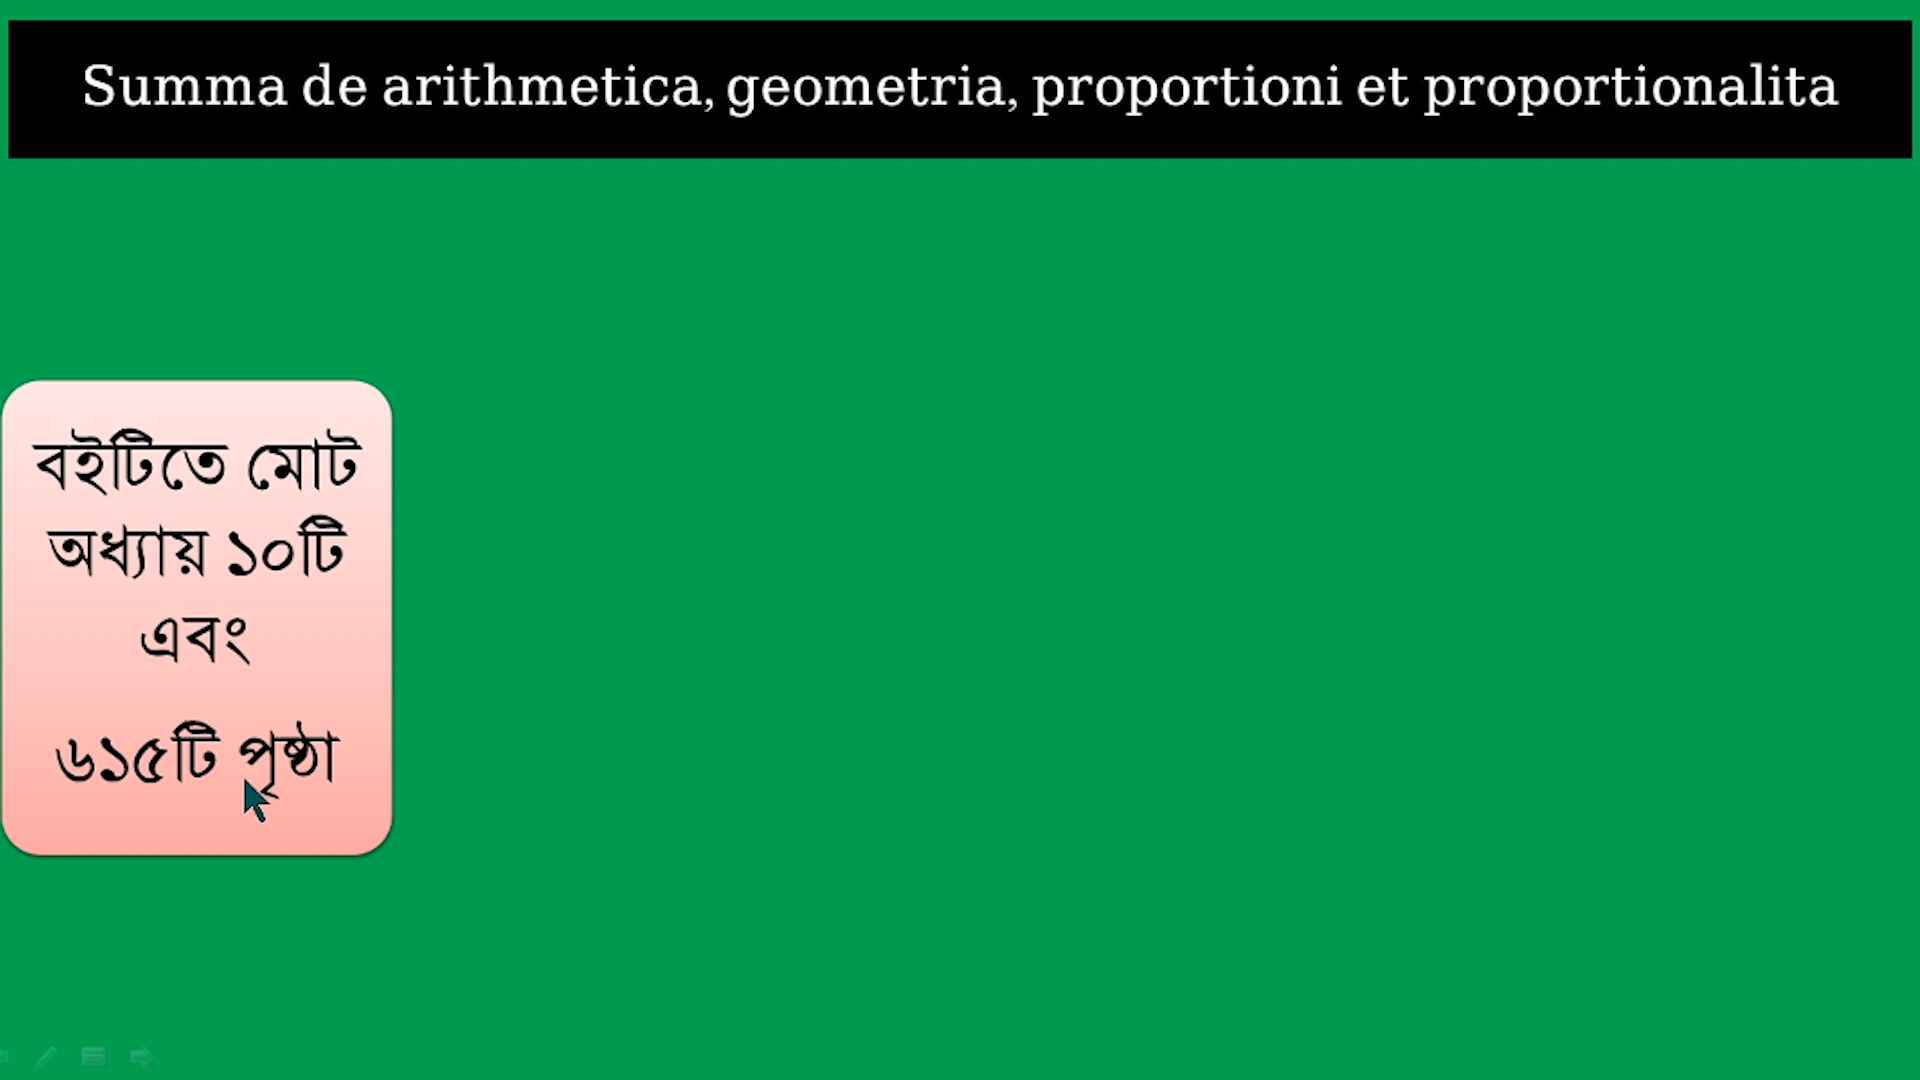 Summa de arithmetica, geometria, proportioni et proportionalita
বইটিতে মোট
অধ্যায় ১০টি
এবং
৬১৫টি পৃষ্ঠা